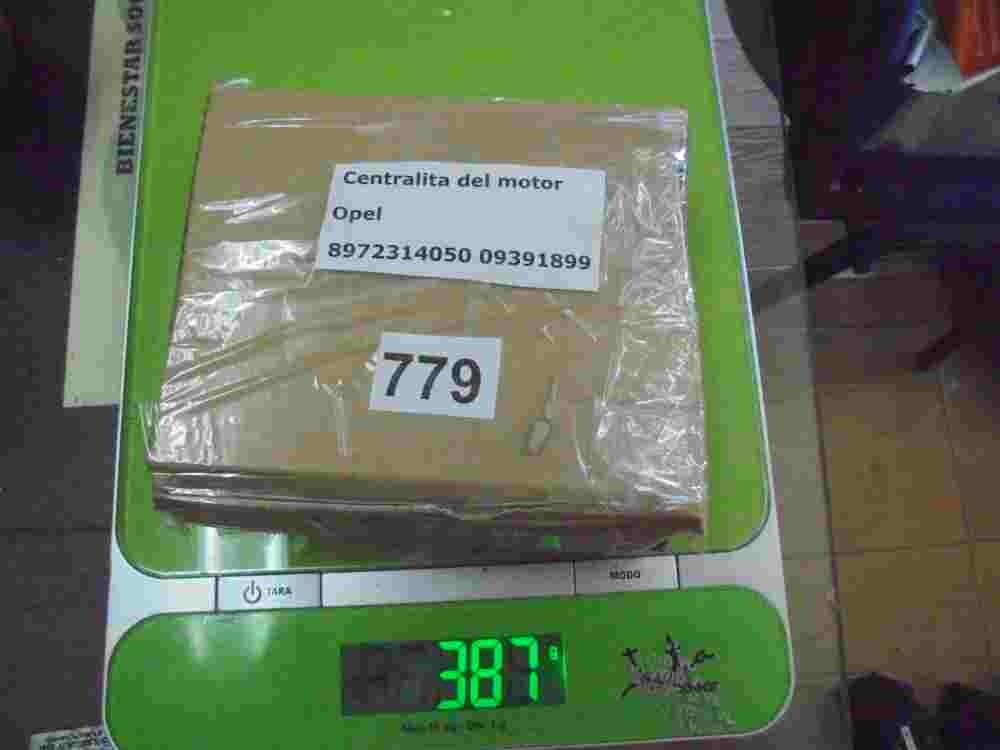 BIENESTAR
Centralita del motor
Opel
8972314050 09391899
779
TARA
MODO
387 g